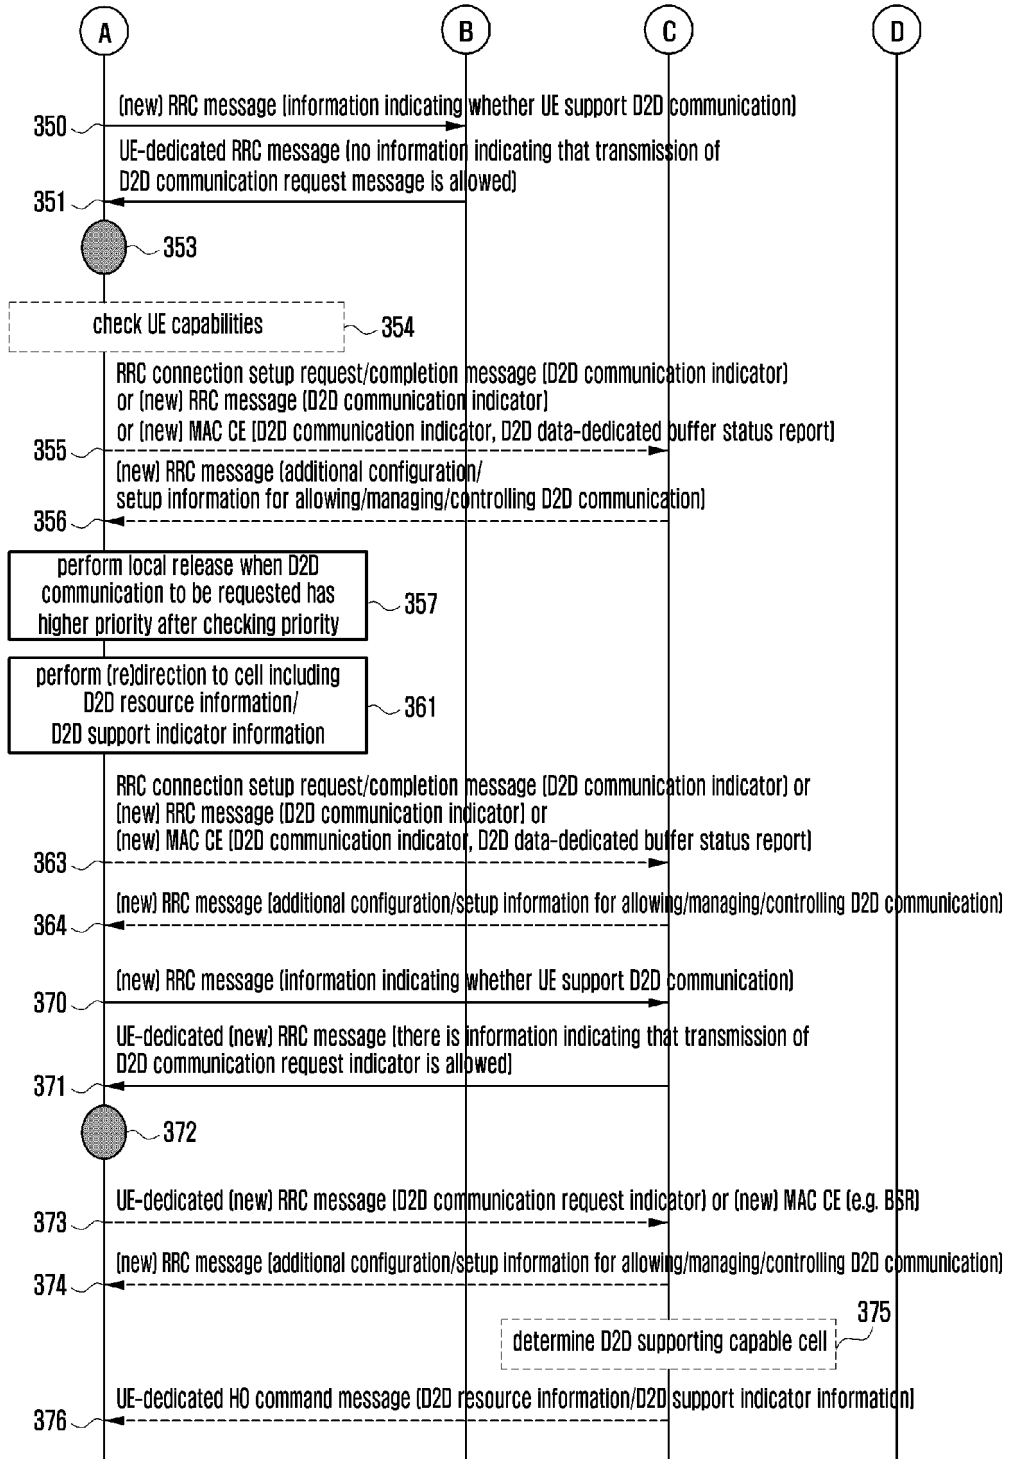 A B C D
(new) RRC message (information indicating whether UE support D2D communication)
350
UE-dedicated RRC message (no information indicating that transmission of
D2D communication request message is allowed)
351
353
check UE capabilities
354
RRC connection setup request/completion message (D2D communication indicator)
or (new) RRC message (D2D communication indicator)
or (new) MAC CE (D2D communication indicator, D2D data-dedicated buffer status report)
355
(new) RRC message (additional configuration/
setup information for allowing/managing/controlling D2D communication)
356
perform local release when D2D
communication to be requested has
higher priority after checking priority
357
perform (re)direction to cell including
D2D resource information/
D2D support indicator information
361
RRC connection setup request/completion message (D2D communication indicator) or
(new) RRC message (D2D communication indicator) or
(new) MAC CE (D2D communication indicator, D2D data-dedicated buffer status report)
363
(new) RRC message (additional configuration/setup information for allowing/managing/controlling D2D communication)
364
(new) RRC message (information indicating whether UE support D2D communication)
370
UE-dedicated (new) RRC message (there is information indicating that transmission of
D2D communication request indicator is allowed)
371
372
UE-dedicated (new) RRC message (D2D communication request indicator) or (new) MAC CE (e.g. BSR)
373
(new) RRC message (additional configuration/setup information for allowing/managing/controlling D2D communication)
374
375
determine D2D supporting capable cell
UE-dedicated HO command message (D2D resource information/D2D support indicator information)
376